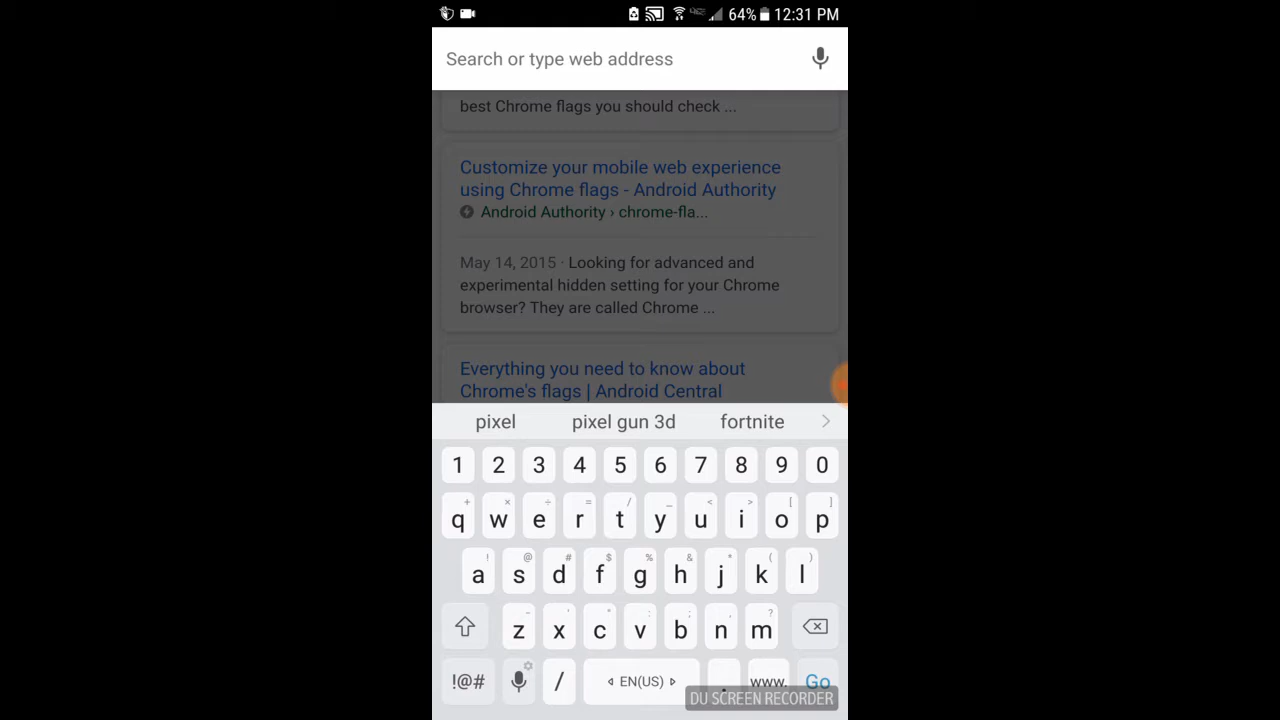 64% 12:31 PM
Search or type web address
best Chrome flags you should check ...
Customize your mobile web experience
using Chrome flags - Android Authority
Android Authority › chrome-fla...
May 14, 2015 · Looking for advanced and
experimental hidden setting for your Chrome
browser? They are called Chrome ...
Everything you need to know about
Chrome's flags | Android Central
pixel pixel gun 3d fortnite
1 2 3 4 5 6 7 8 9 0
+ × ÷ = / _ < > [ ]
q w e r t y u i o p
! @ # $ % & * ( )
a s d f g h j k l
- ' " : ; , ?
z x c v b n m
!@# / EN(US) . www. Go
DU SCREEN RECORDER